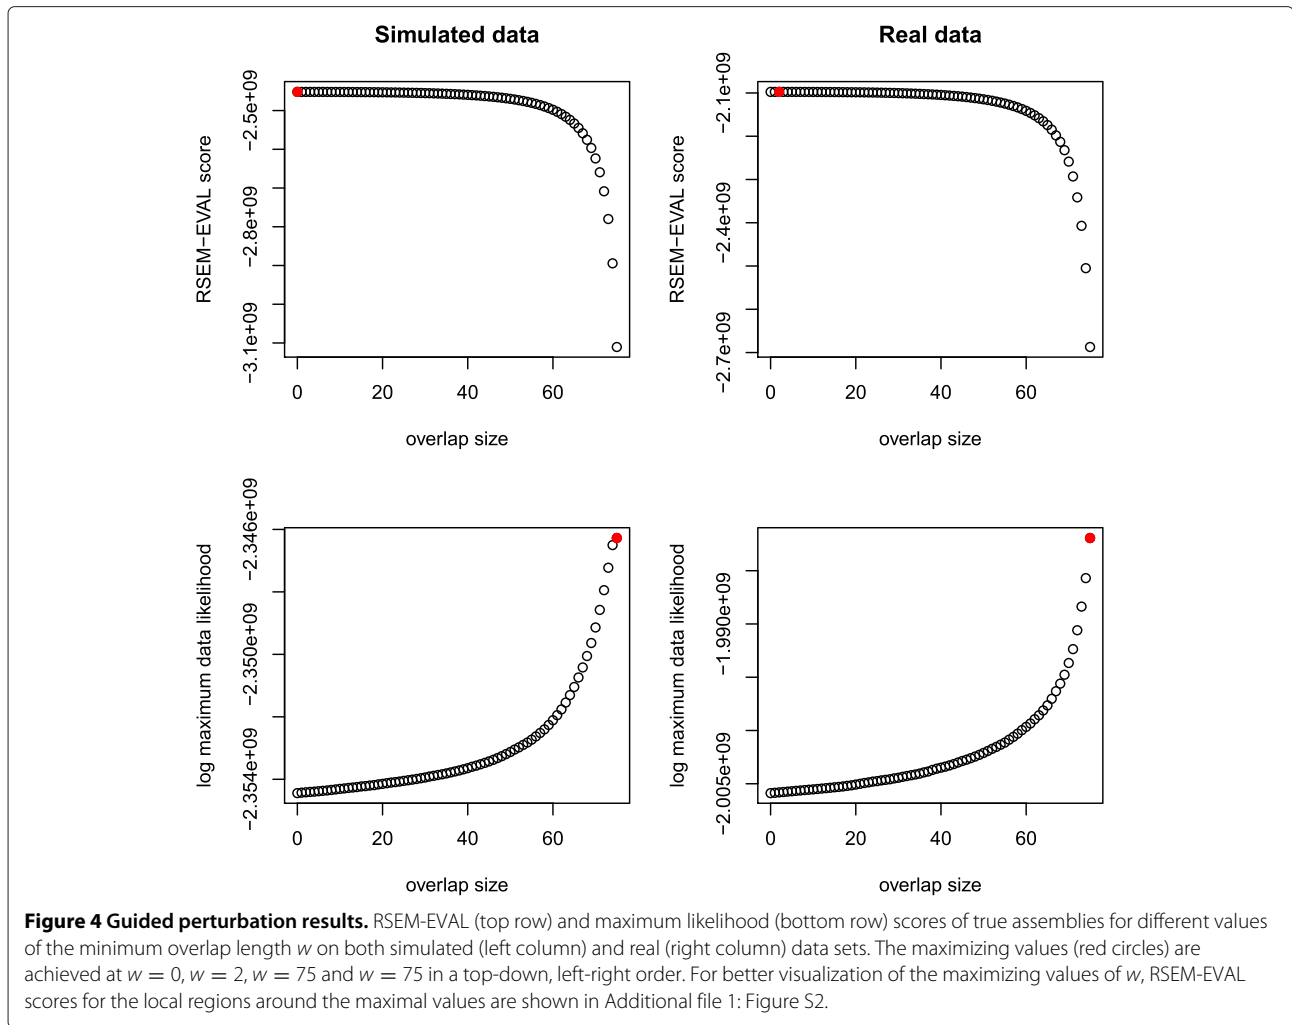 Simulated data
Real data
RSEM−EVAL score
−2.5e+09
−2.8e+09
−3.1e+09
0 20 40 60
overlap size
RSEM−EVAL score
−2.1e+09
−2.4e+09
−2.7e+09
0 20 40 60
overlap size
log maximum data likelihood
−2.346e+09
−2.350e+09
−2.354e+09
0 20 40 60
overlap size
log maximum data likelihood
−1.990e+09
−2.005e+09
0 20 40 60
overlap size
Figure 4 Guided perturbation results. RSEM-EVAL (top row) and maximum likelihood (bottom row) scores of true assemblies for different values
of the minimum overlap length w on both simulated (left column) and real (right column) data sets. The maximizing values (red circles) are
achieved at w = 0, w = 2, w = 75 and w = 75 in a top-down, left-right order. For better visualization of the maximizing values of w, RSEM-EVAL
scores for the local regions around the maximal values are shown in Additional file 1: Figure S2.